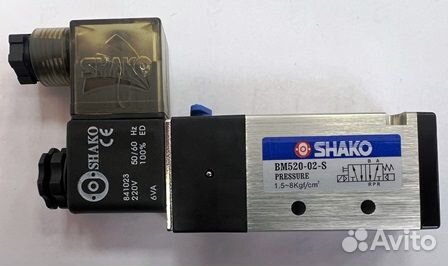 SHAKO
SHAKO
CE
50/60 Hz
100% ED
841023
220V
6VA
SHAKO
BM520-02-S
PRESSURE
1.5~8Kgf/cm²
B A
R P R
Avito